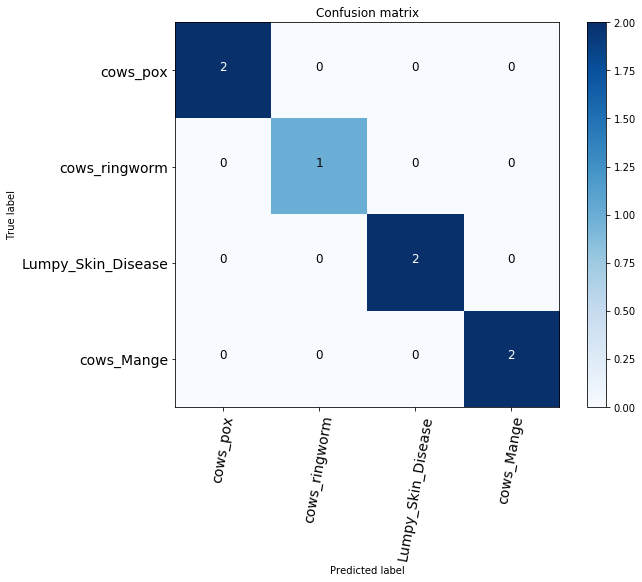 Confusion matrix
True label
cows_pox
2 0 0 0
cows_ringworm
0 1 0 0
Lumpy_Skin_Disease
0 0 2 0
cows_Mange
0 0 0 2
cows_pox
cows_ringworm
Lumpy_Skin_Disease
cows_Mange
Predicted label
2.00
1.75
1.50
1.25
1.00
0.75
0.50
0.25
0.00